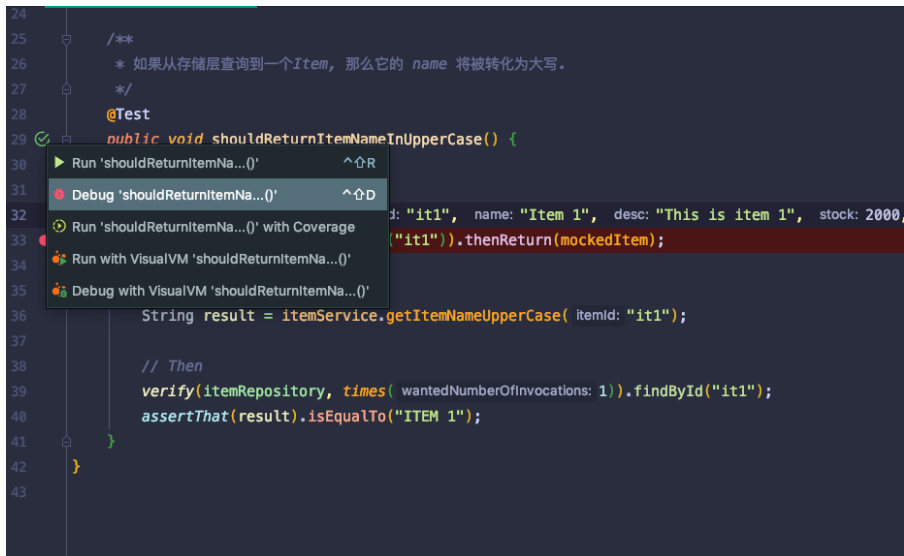 24
25 /**
26 * 如果从存储层查询到一个Item, 那么它的 name 将被转化为大写.
27 */
28 @Test
29 public void shouldReturnItemNameInUpperCase() {
30 Run 'shouldReturnItemNa...()' ^⇧R
31 Debug 'shouldReturnItemNa...()' ^⇧D
32 d: "it1", name: "Item 1", desc: "This is item 1", stock: 2000,
Run 'shouldReturnItemNa...()' with Coverage
33 ("it1")).thenReturn(mockedItem);
34 Run with VisualVM 'shouldReturnItemNa...()'
35 Debug with VisualVM 'shouldReturnItemNa...()'
36 String result = itemService.getItemNameUpperCase( itemId: "it1");
37
38 // Then
39 verify(itemRepository, times( wantedNumberOfInvocations: 1)).findById("it1");
40 assertThat(result).isEqualTo("ITEM 1");
41 }
42 }
43